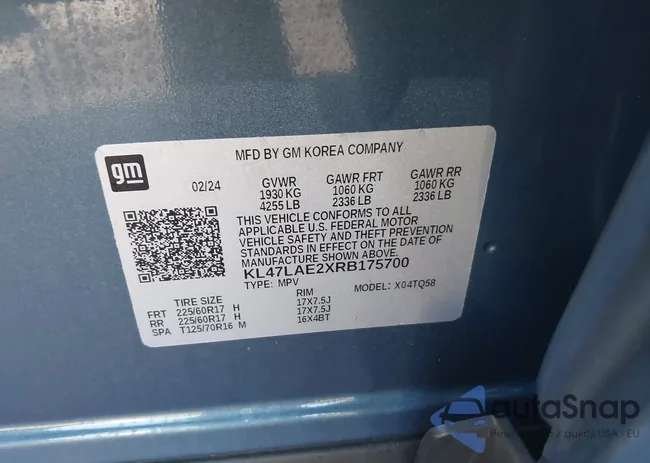 MFD BY GM KOREA COMPANY
gm
02/24
GVWR GAWR FRT GAWR RR
1930 KG 1060 KG 1060 KG
4255 LB 2336 LB 2336 LB
THIS VEHICLE CONFORMS TO ALL
APPLICABLE U.S. FEDERAL MOTOR
VEHICLE SAFETY AND THEFT PREVENTION
STANDARDS IN EFFECT ON THE DATE OF
MANUFACTURE SHOWN ABOVE.
KL47LAE2XRB175700
TYPE: MPV MODEL: X04TQ58
TIRE SIZE RIM
FRT 225/60R17 H 17X7.5J
RR 225/60R17 H 17X7.5J
SPA T125/70R16 M 16X4BT
autoSnap
z aukcji USA - EU